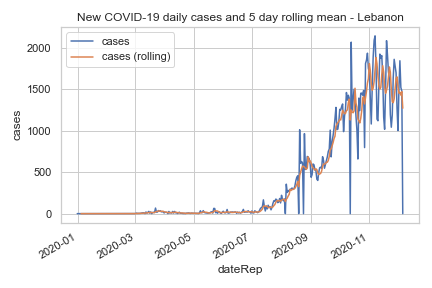 New COVID-19 daily cases and 5 day rolling mean - Lebanon
cases
cases (rolling)
2000
1500
1000
500
0
cases
2020-01
2020-03
2020-05
2020-07
2020-09
2020-11
dateRep